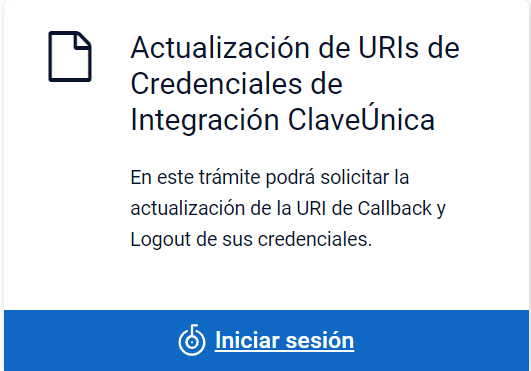 Actualización de URIs de
Credenciales de
Integración ClaveÚnica
En este trámite podrá solicitar la
actualización de la URI de Callback y
Logout de sus credenciales.
Iniciar sesión